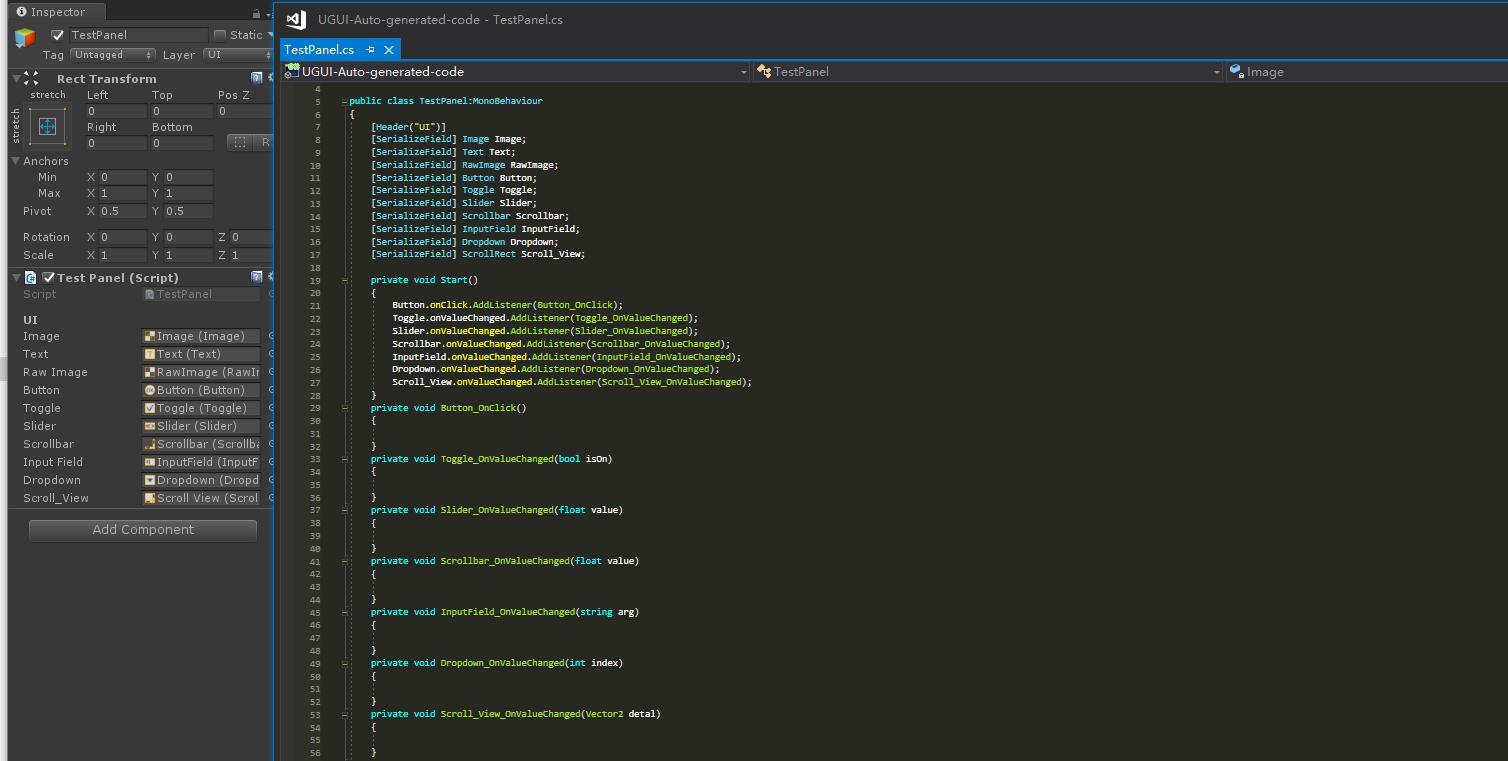 Inspector
TestPanel
Static
Tag Untagged Layer UI
Rect Transform
stretch
stretch
Left Top Pos Z
0 0 0
Right Bottom
0 0
R
Anchors
Min X 0 Y 0
Max X 1 Y 1
Pivot X 0.5 Y 0.5
Rotation X 0 Y 0 Z 0
Scale X 1 Y 1 Z 1
Test Panel (Script)
Script TestPanel
UI
Image Image (Image)
Text Text (Text)
Raw Image RawImage (RawIr
Button Button (Button)
Toggle Toggle (Toggle)
Slider Slider (Slider)
Scrollbar Scrollbar (Scrollba
Input Field InputField (InputF
Dropdown Dropdown (Dropd
Scroll_View Scroll View (Scrol
Add Component
UGUI-Auto-generated-code - TestPanel.cs
TestPanel.cs
UGUI-Auto-generated-code TestPanel Image
4
5 public class TestPanel:MonoBehaviour
6 {
7 [Header("UI")]
8 [SerializeField] Image Image;
9 [SerializeField] Text Text;
10 [SerializeField] RawImage RawImage;
11 [SerializeField] Button Button;
12 [SerializeField] Toggle Toggle;
13 [SerializeField] Slider Slider;
14 [SerializeField] Scrollbar Scrollbar;
15 [SerializeField] InputField InputField;
16 [SerializeField] Dropdown Dropdown;
17 [SerializeField] ScrollRect Scroll_View;
18
19 private void Start()
20 {
21 Button.onClick.AddListener(Button_OnClick);
22 Toggle.onValueChanged.AddListener(Toggle_OnValueChanged);
23 Slider.onValueChanged.AddListener(Slider_OnValueChanged);
24 Scrollbar.onValueChanged.AddListener(Scrollbar_OnValueChanged);
25 InputField.onValueChanged.AddListener(InputField_OnValueChanged);
26 Dropdown.onValueChanged.AddListener(Dropdown_OnValueChanged);
27 Scroll_View.onValueChanged.AddListener(Scroll_View_OnValueChanged);
28 }
29 private void Button_OnClick()
30 {
31
32 }
33 private void Toggle_OnValueChanged(bool isOn)
34 {
35
36 }
37 private void Slider_OnValueChanged(float value)
38 {
39
40 }
41 private void Scrollbar_OnValueChanged(float value)
42 {
43
44 }
45 private void InputField_OnValueChanged(string arg)
46 {
47
48 }
49 private void Dropdown_OnValueChanged(int index)
50 {
51
52 }
53 private void Scroll_View_OnValueChanged(Vector2 detal)
54 {
55
56 }